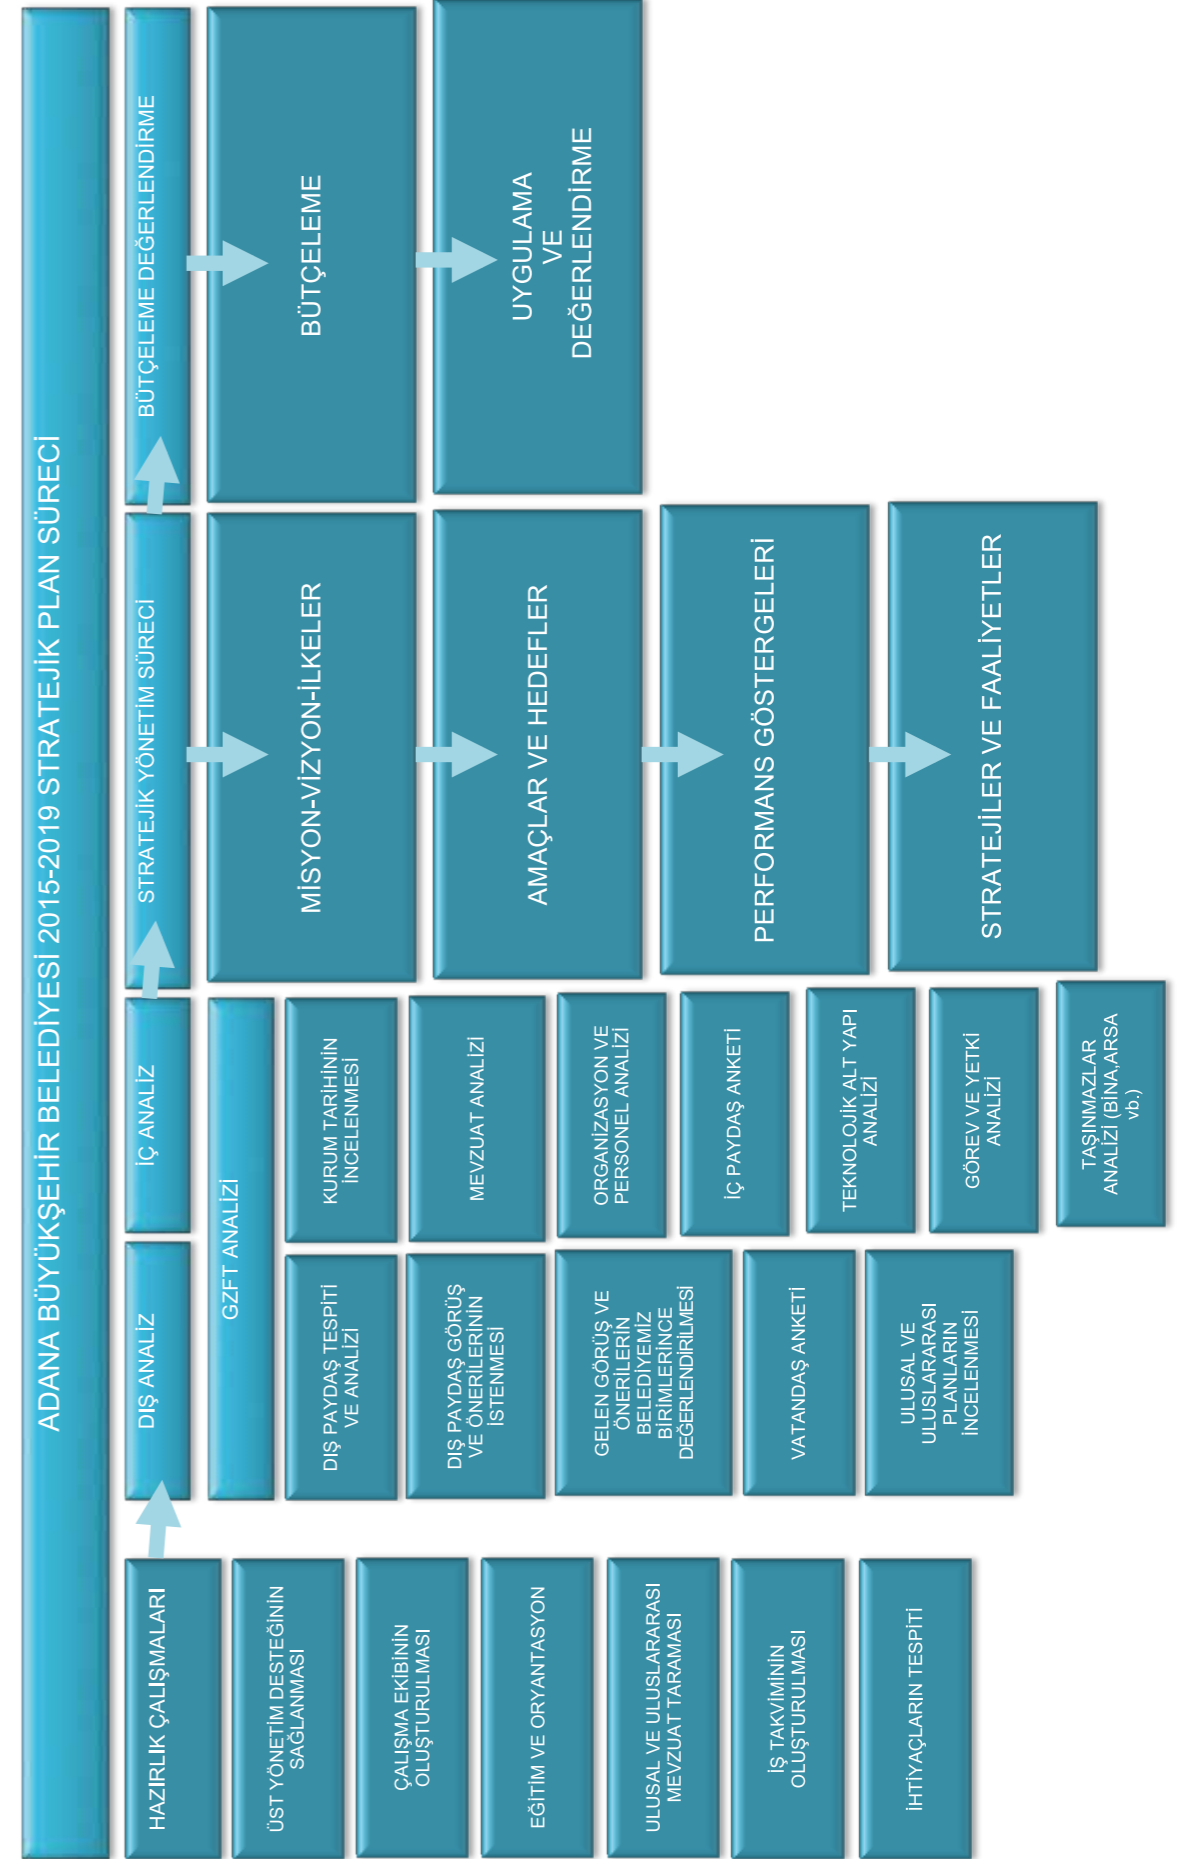 ADANA BÜYÜKŞEHİR BELEDİYESİ 2015-2019 STRATEJİK PLAN SÜRECİ
HAZIRLIK ÇALIŞMALARI
ÜST YÖNETİM DESTEĞİNİN
SAĞLANMASI
ÇALIŞMA EKİBİNİN
OLUŞTURULMASI
EĞİTİM VE ORYANTASYON
ULUSAL VE ULUSLARARASI
MEVZUAT TARAMASI
İŞ TAKVİMİNİN
OLUŞTURULMASI
İHTİYAÇLARIN TESPİTİ
DIŞ ANALİZ
İÇ ANALİZ
GZFT ANALİZİ
DIŞ PAYDAŞ TESPİTİ
VE ANALİZİ
DIŞ PAYDAŞ GÖRÜŞ
VE ÖNERİLERİNİN
İSTENMESİ
GELEN GÖRÜŞ VE
ÖNERİLERİN
BELEDİYEMİZ
BİRİMLERİNCE
DEĞERLENDİRİLMESİ
VATANDAŞ ANKETİ
ULUSAL VE
ULUSLARARASI
PLANLARIN
İNCELENMESİ
KURUM TARİHİNİN
İNCELENMESİ
MEVZUAT ANALİZİ
ORGANİZASYON VE
PERSONEL ANALİZİ
İÇ PAYDAŞ ANKETİ
TEKNOLOJİK ALT YAPI
ANALİZİ
GÖREV VE YETKİ
ANALİZİ
TAŞINMAZLAR
ANALİZİ (BİNA,ARSA
vb.)
STRATEJİK YÖNETİM SÜRECİ
MİSYON-VİZYON-İLKELER
AMAÇLAR VE HEDEFLER
PERFORMANS GÖSTERGELERİ
STRATEJİLER VE FAALİYETLER
BÜTÇELEME DEĞERLENDİRME
BÜTÇELEME
UYGULAMA
VE
DEĞERLENDİRME